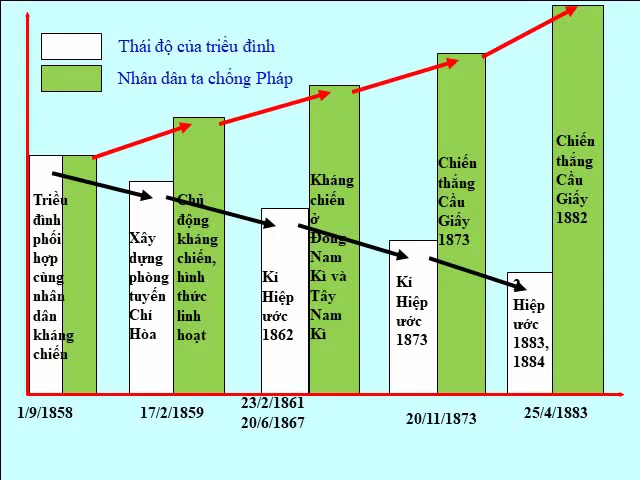 Thái độ của triều đình
Nhân dân ta chống Pháp
Triều
đình
phối
hợp
cùng
nhân
dân
kháng
chiến
Xây
dựng
phòng
tuyến
Chí
Hòa
Chủ
động
kháng
chiến,
hình
thức
linh
hoạt
Kí
Hiệp
ước
1862
Kháng
chiến
ở
Đông
Nam
Kì và
Tây
Nam
Kì
Kí
Hiệp
ước
1873
Chiến
thắng
Cầu
Giấy
1873
2
Hiệp
ước
1883,
1884
Chiến
thắng
Cầu
Giấy
1882
1/9/1858
17/2/1859
23/2/1861
20/6/1867
20/11/1873
25/4/1883